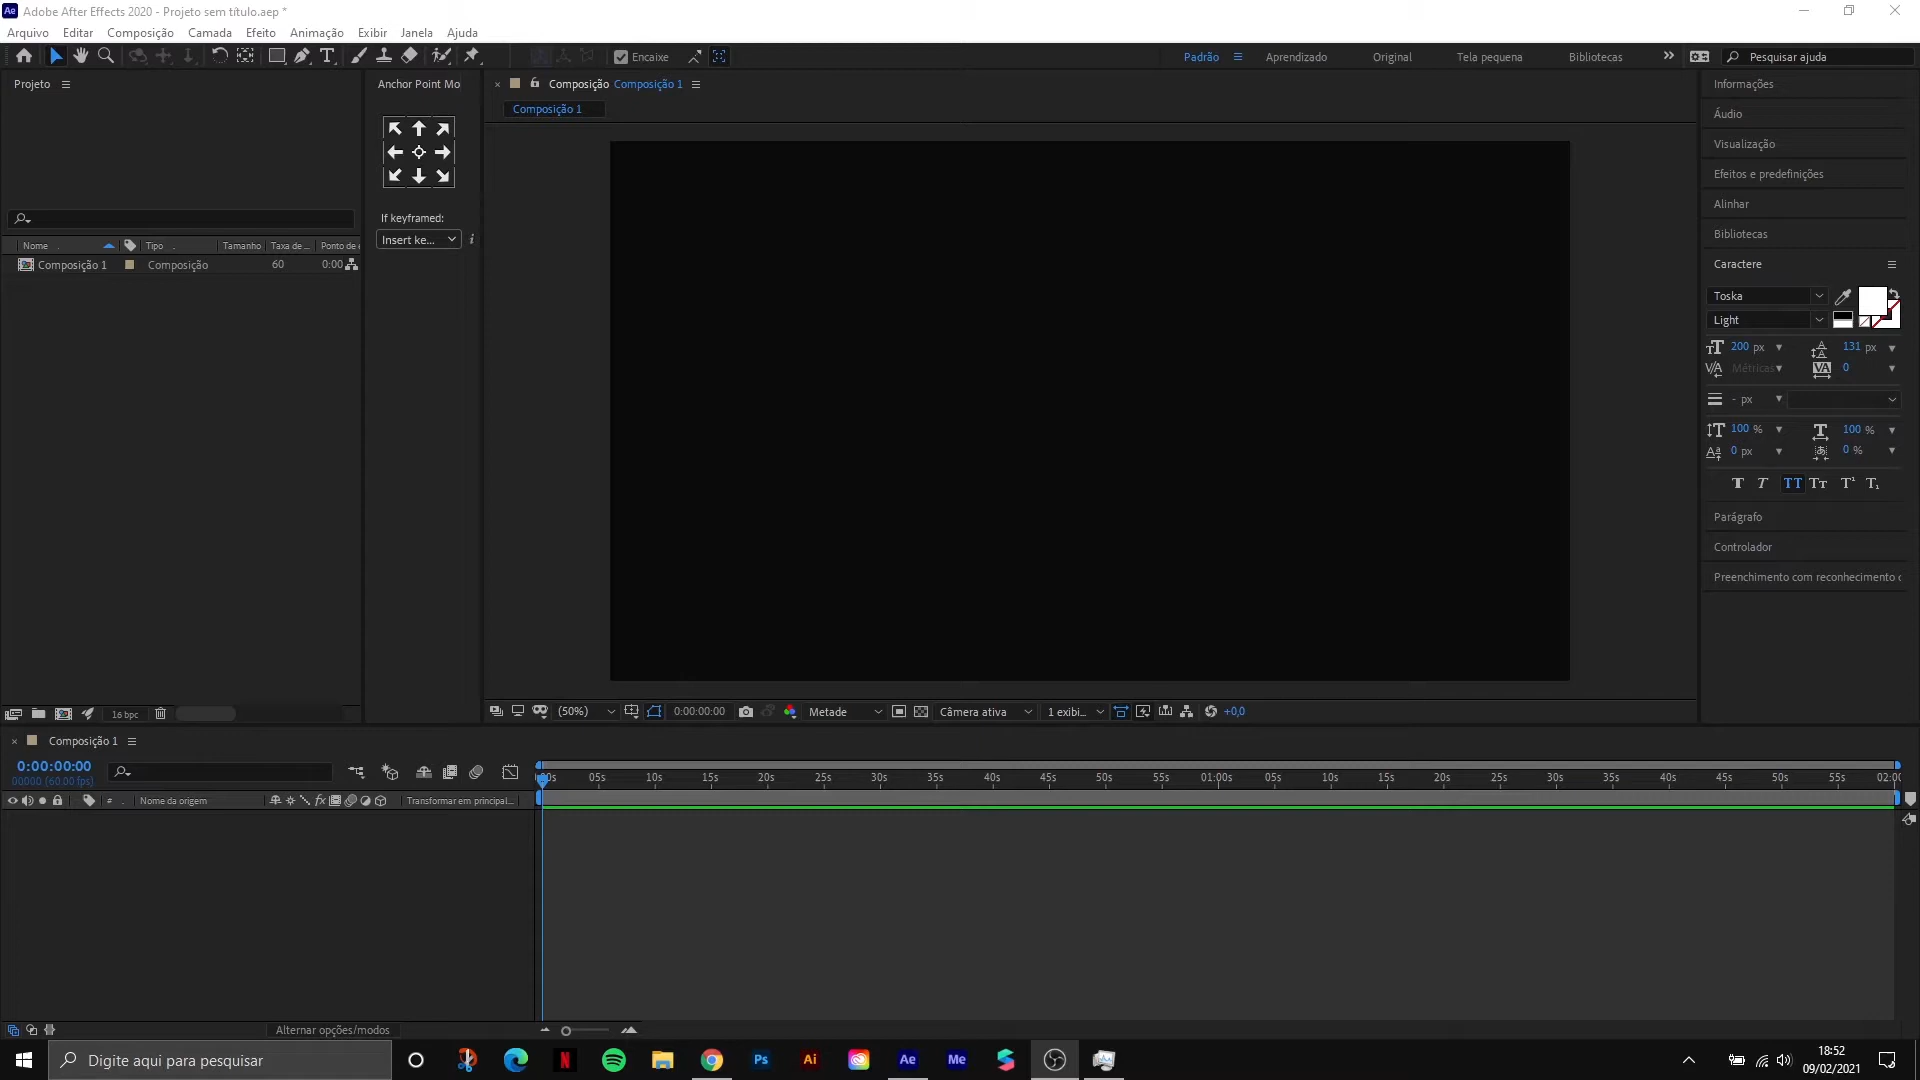 Adobe After Effects 2020 - Projeto sem título.aep *
Arquivo Editar Composição Camada Efeito Animação Exibir Janela Ajuda
Encaixe
Padrão Aprendizado Original Tela pequena Bibliotecas Pesquisar ajuda
Projeto
Anchor Point Mo
Composição Composição 1
Composição 1
If keyframed:
Insert ke...
Nome Tipo Tamanho Taxa de ... Ponto de e
Composição 1 Composição 60 0:00
16 bpc
(50%) 0:00:00:00 Metade Câmera ativa 1 exibi... +0,0
Informações
Áudio
Visualização
Efeitos e predefinições
Alinhar
Bibliotecas
Caractere
Toska
Light
200 px 131 px
Métricas 0
- px
100 % 100 %
0 px 0 %
Parágrafo
Controlador
Preenchimento com reconhecimento c
Composição 1
0:00:00:00
00000 (60.00 fps)
05s 10s 15s 20s 25s 30s 35s 40s 45s 50s 55s 01:00s 05s 10s 15s 20s 25s 30s 35s 40s 45s 50s 55s 02:00
# Nome da origem Transformar em principal...
Alternar opções/modos
Digite aqui para pesquisar
Ps Ai Ae Me
18:52
09/02/2021